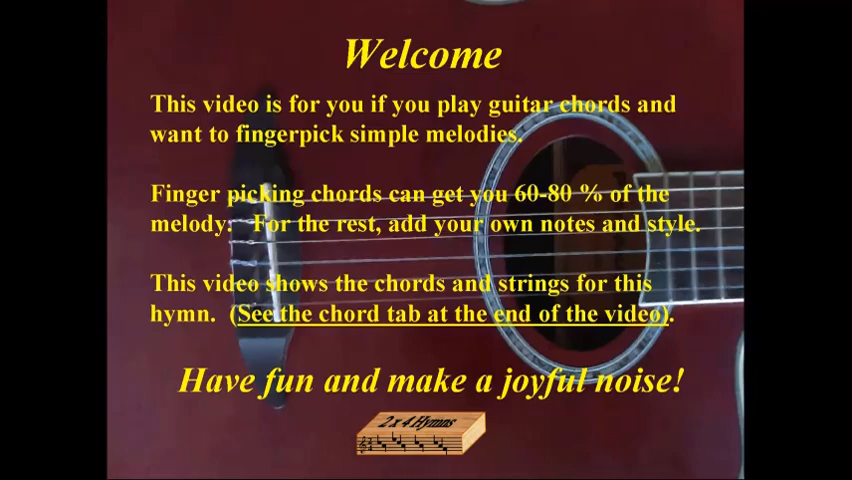 Welcome
This video is for you if you play guitar chords and
want to fingerpick simple melodies.
Finger picking chords can get you 60-80 % of the
melody. For the rest, add your own notes and style.
This video shows the chords and strings for this
hymn. (See the chord tab at the end of the video).
Have fun and make a joyful noise!
2 x 4 Hymns